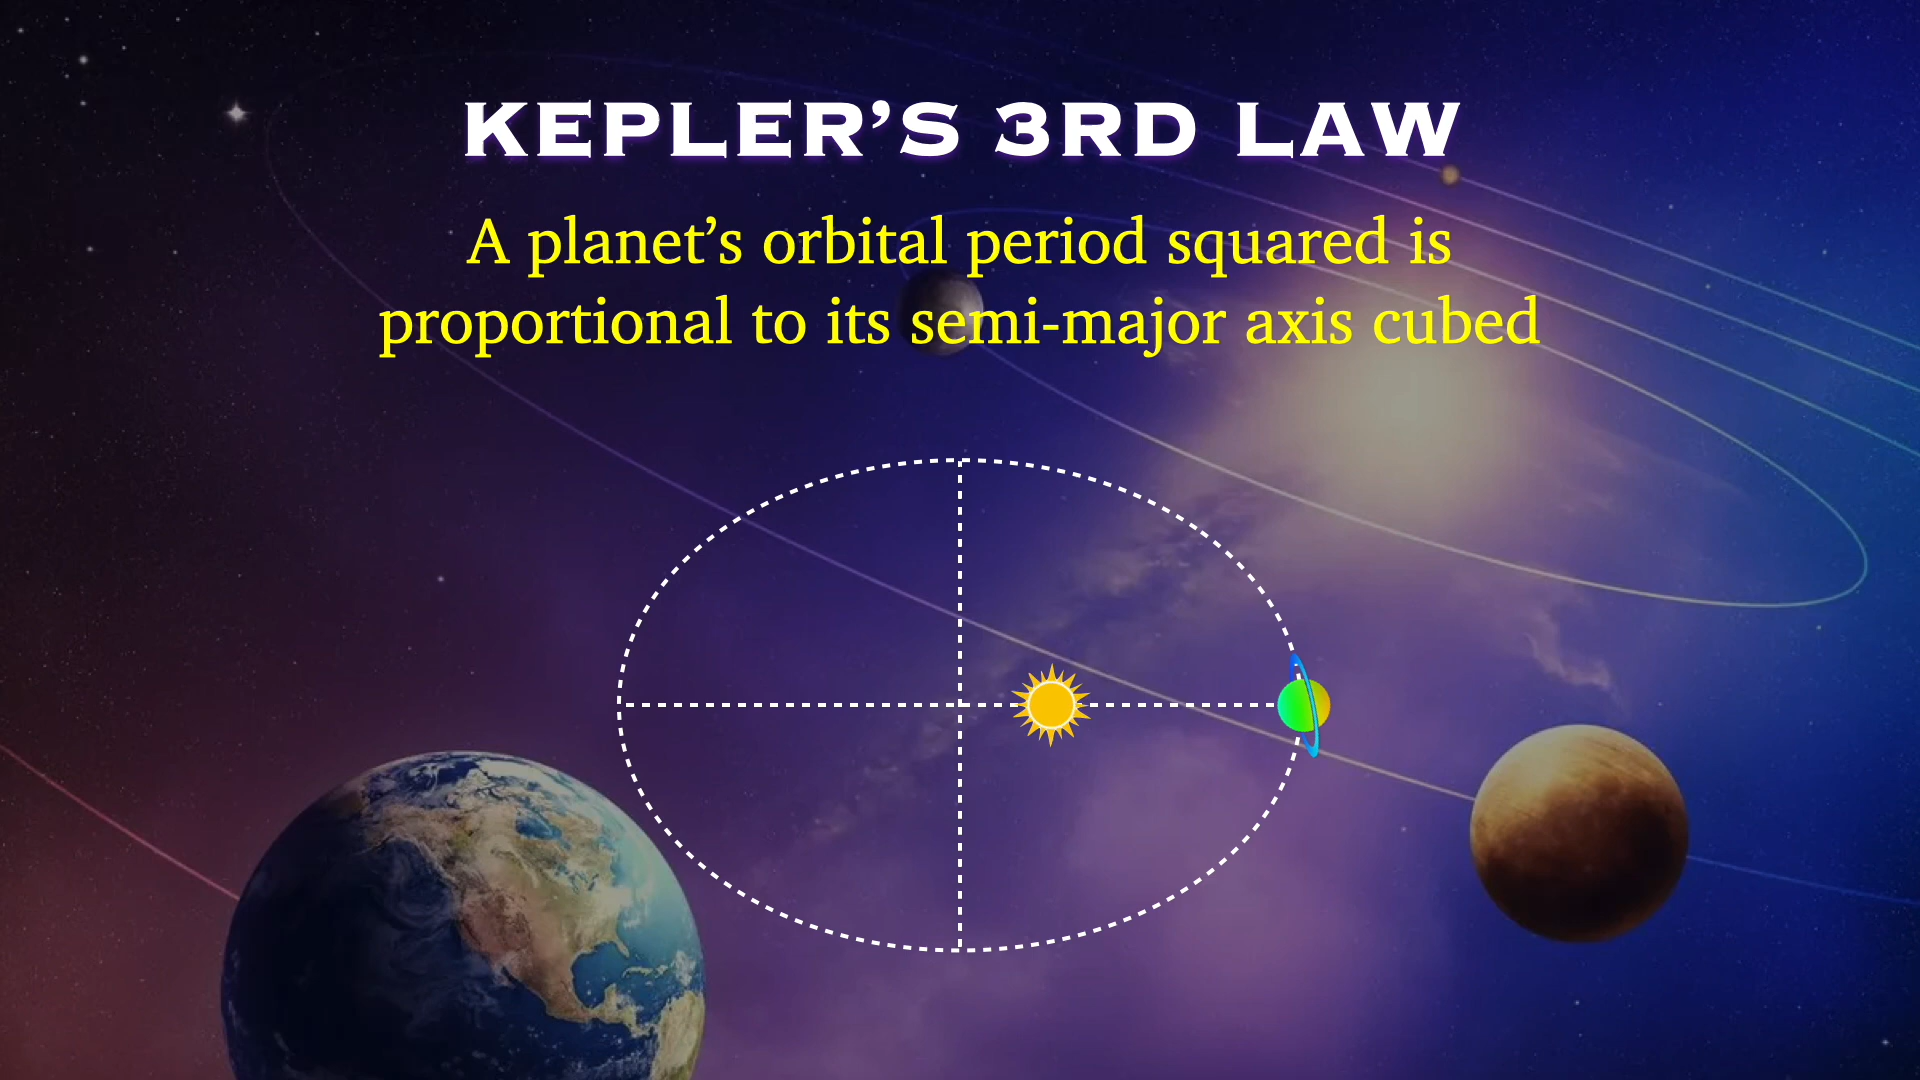 KEPLER’S 3RD LAW
A planet’s orbital period squared is
proportional to its semi-major axis cubed